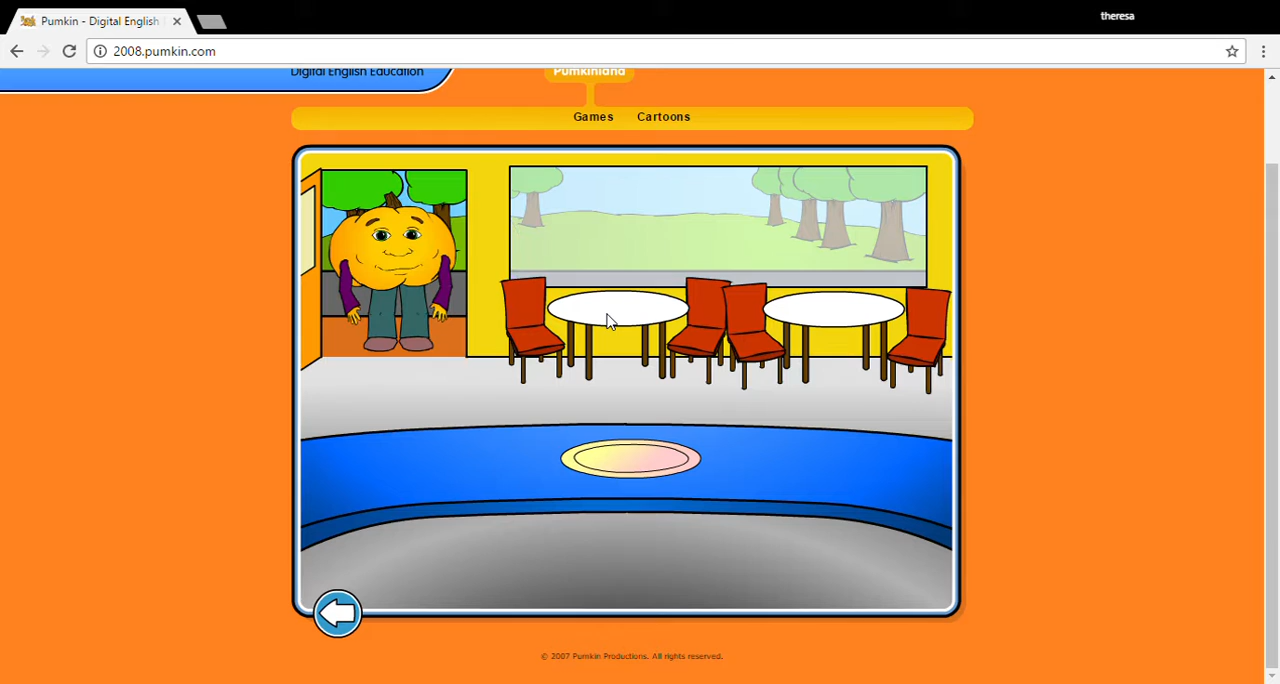 theresa
Pumkin - Digital English
2008.pumkin.com
Digital English Education
Pumkinland
Games Cartoons
© 2007 Pumkin Productions. All rights reserved.